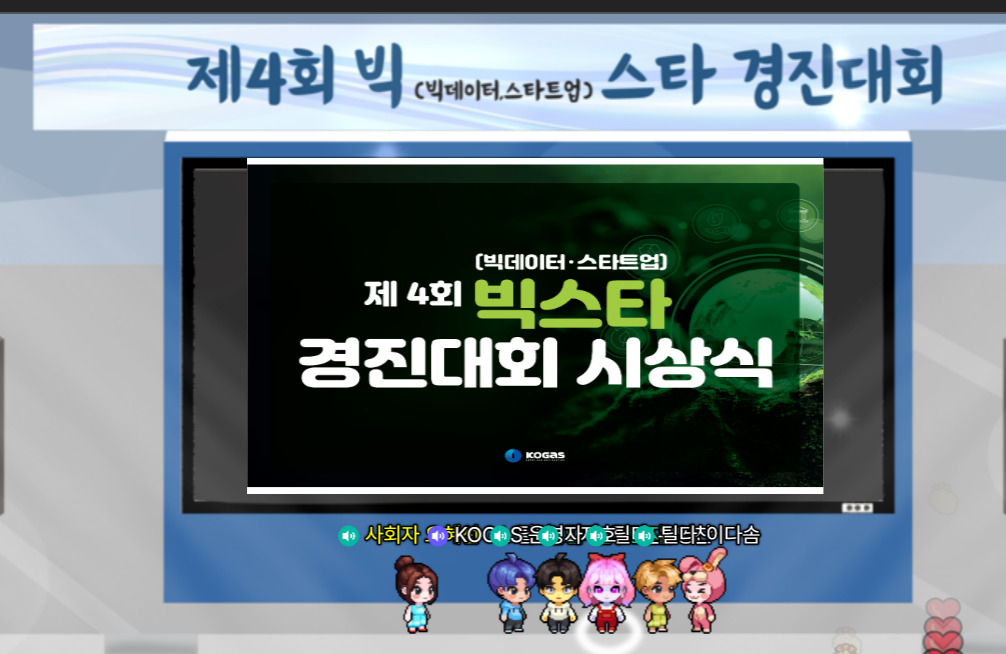 제4회 빅(빅데이터,스타트업)스타 경진대회
(빅데이터·스타트업)
제 4회 빅스타
경진대회 시상식
KOGAS
사회자 KOG